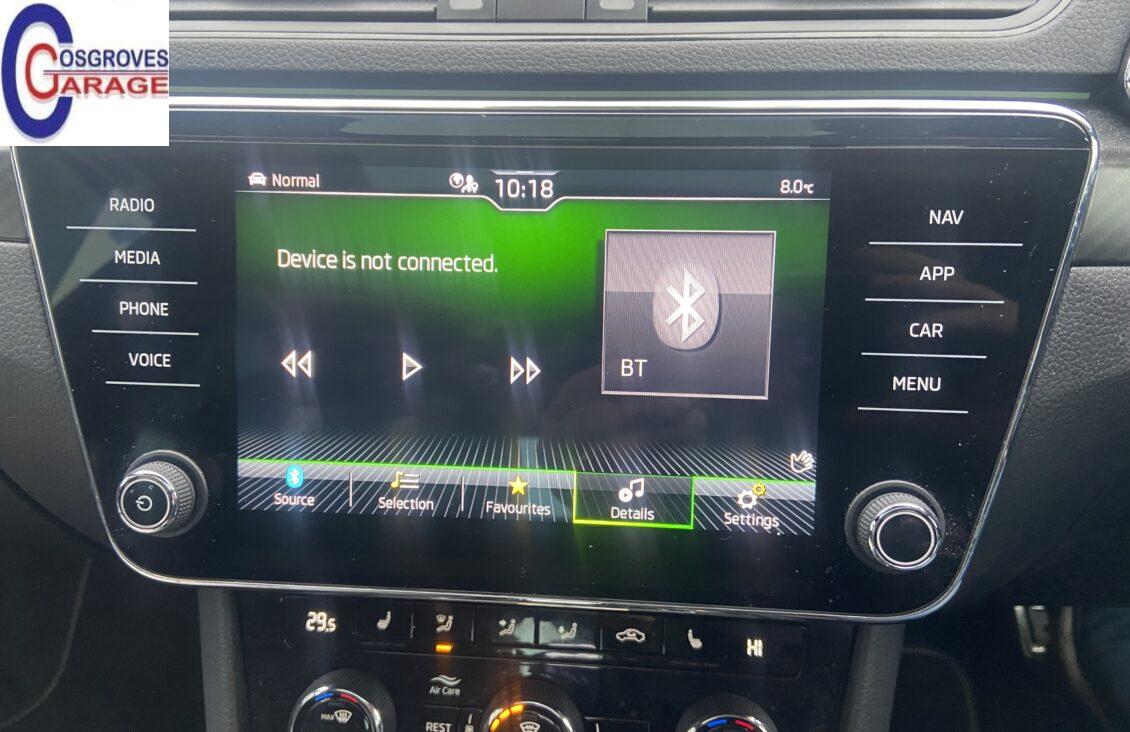 COSGROVES
GARAGE
RADIO
MEDIA
PHONE
VOICE
Normal
10:18
8.0°C
Device is not connected.
BT
Source
Selection
Favourites
Details
Settings
NAV
APP
CAR
MENU
29.5
HI
Air Care
MAX
REST